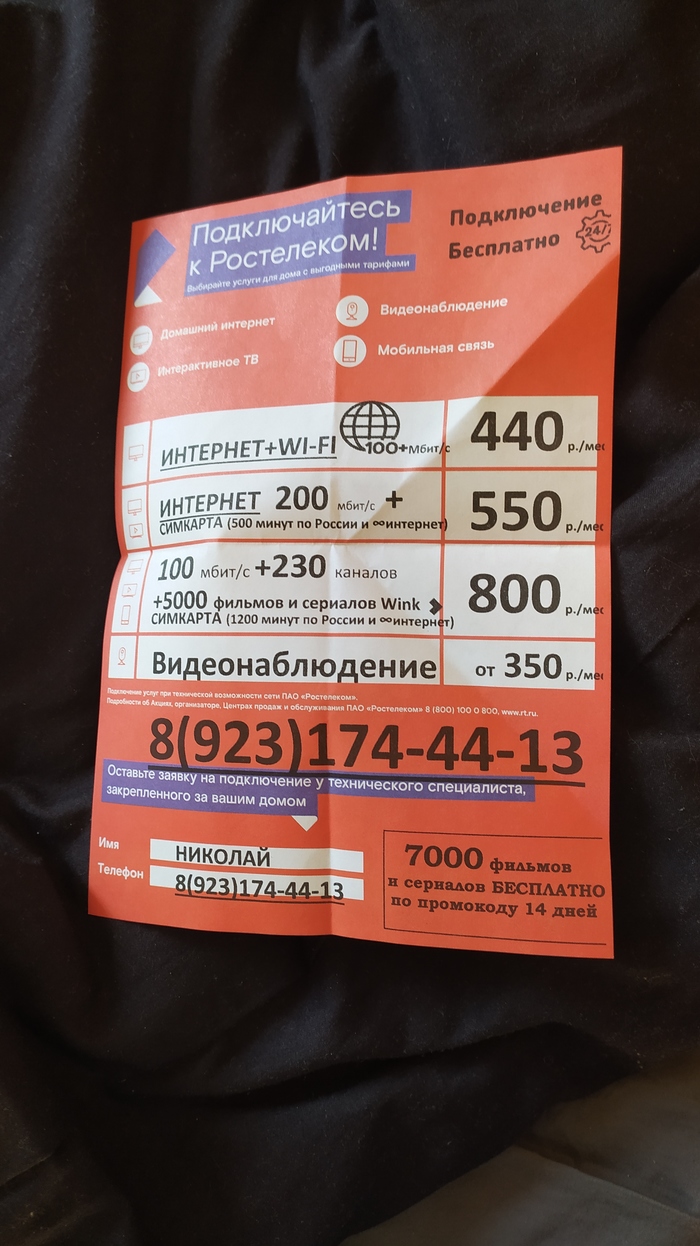 Подключайтесь
к Ростелеком!
Выбирайте услуги для дома с выгодными тарифами
Подключение
Бесплатно
24/7
Домашний интернет
Интерактивное ТВ
Видеонаблюдение
Мобильная связь
ИНТЕРНЕТ+WI-FI 100+Мбит/с
440 р./мес
ИНТЕРНЕТ 200 мбит/с +
СИМКАРТА (500 минут по России и ∞интернет)
550 р./мес
100 мбит/с +230 каналов
+5000 фильмов и сериалов Wink
СИМКАРТА (1200 минут по России и ∞интернет)
800 р./мес
Видеонаблюдение
от 350 р./мес
Подключение услуг при технической возможности сети ПАО «Ростелеком».
Подробности об Акциях, организаторе, Центрах продаж и обслуживания ПАО «Ростелеком» 8 (800) 100 0 800, www.rt.ru.
8(923)174-44-13
Оставьте заявку на подключение у технического специалиста,
закрепленного за вашим домом
Имя НИКОЛАЙ
Телефон 8(923)174-44-13
7000 фильмов
и сериалов БЕСПЛАТНО
по промокоду 14 дней